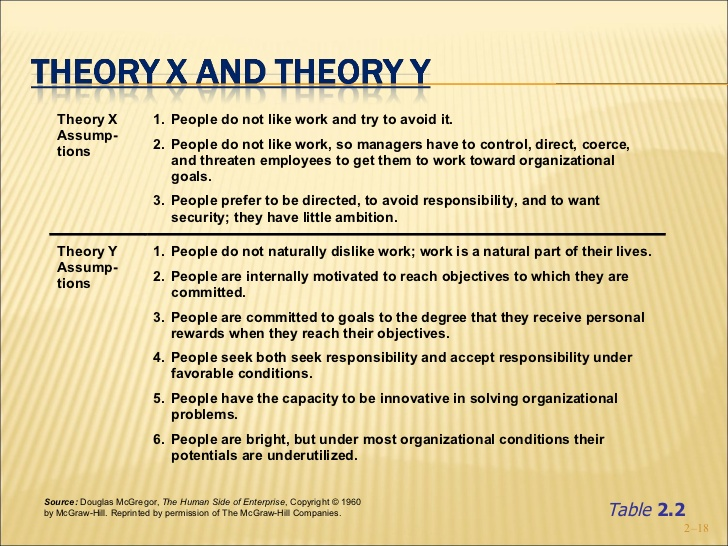 THEORY X AND THEORY Y
Theory X
Assump-
tions
1. People do not like work and try to avoid it.
2. People do not like work, so managers have to control, direct, coerce,
and threaten employees to get them to work toward organizational
goals.
3. People prefer to be directed, to avoid responsibility, and to want
security; they have little ambition.
Theory Y
Assump-
tions
1. People do not naturally dislike work; work is a natural part of their lives.
2. People are internally motivated to reach objectives to which they are
committed.
3. People are committed to goals to the degree that they receive personal
rewards when they reach their objectives.
4. People seek both seek responsibility and accept responsibility under
favorable conditions.
5. People have the capacity to be innovative in solving organizational
problems.
6. People are bright, but under most organizational conditions their
potentials are underutilized.
Source: Douglas McGregor, The Human Side of Enterprise, Copyright © 1960
by McGraw-Hill. Reprinted by permission of The McGraw-Hill Companies.
Table 2.2
2–18